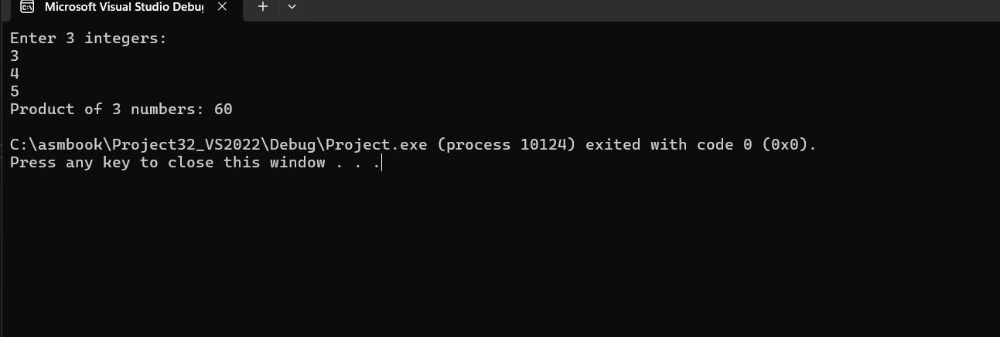 Microsoft Visual Studio Debug
Enter 3 integers:
3
4
5
Product of 3 numbers: 60
C:\asmbook\Project32_VS2022\Debug\Project.exe (process 10124) exited with code 0 (0x0).
Press any key to close this window . . .